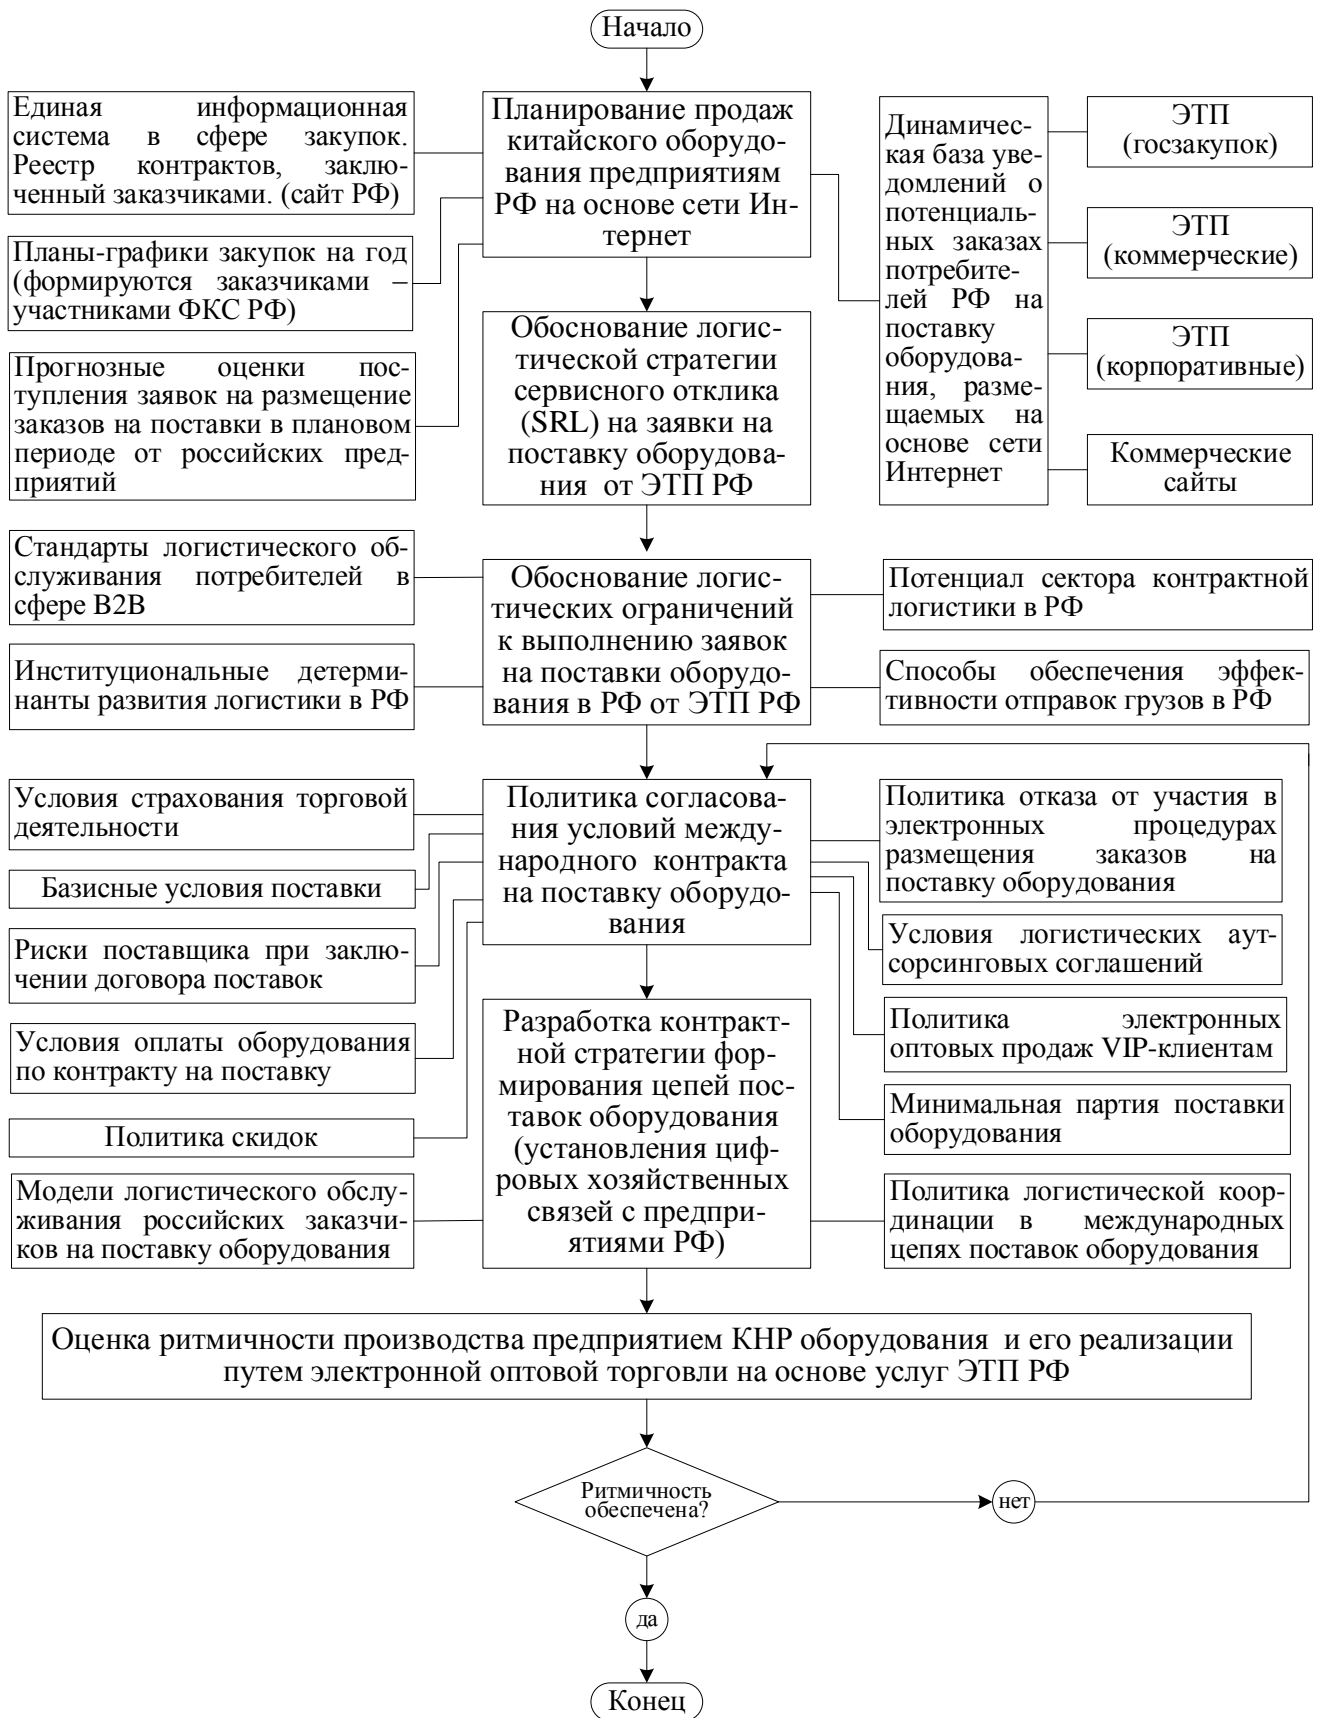 Начало
Единая информационная
система в сфере закупок.
Реестр контрактов, заклю-
ченный заказчиками. (сайт РФ)
Планы-графики закупок на год
(формируются заказчиками –
участниками ФКС РФ)
Прогнозные оценки пос-
тупления заявок на размещение
заказов на поставки в плановом
периоде от российских пред-
приятий
Планирование продаж
китайского оборудо-
вания предприятиям
РФ на основе сети Ин-
тернет
Обоснование логис-
тической стратегии
сервисного отклика
(SRL) на заявки на
поставку оборудова-
ния от ЭТП РФ
Динамичес-
кая база уве-
домлений о
потенциаль-
ных заказах
потребите-
лей РФ на
поставку
оборудова-
ния, разме-
щаемых на
основе сети
Интернет
ЭТП
(госзакупок)
ЭТП
(коммерческие)
ЭТП
(корпоративные)
Коммерческие
сайты
Стандарты логистического об-
служивания потребителей в
сфере B2B
Институциональные детерми-
нанты развития логистики в РФ
Обоснование логис-
тических ограничений
к выполнению заявок
на поставки оборудо-
вания в РФ от ЭТП РФ
Потенциал сектора контрактной
логистики в РФ
Способы обеспечения эффек-
тивности отправок грузов в РФ
Условия страхования торговой
деятельности
Базисные условия поставки
Риски поставщика при заклю-
чении договора поставок
Условия оплаты оборудования
по контракту на поставку
Политика скидок
Модели логистического обслу-
живания российских заказчи-
ков на поставку оборудования
Политика согласова-
ния условий между-
народного контракта
на поставку оборудо-
вания
Разработка контракт-
ной стратегии фор-
мирования цепей пос-
тавок оборудования
(установления циф-
ровых хозяйственных
связей с предпри-
ятиями РФ)
Политика отказа от участия в
электронных процедурах
размещения заказов на
поставку оборудования
Условия логистических аут-
сорсинговых соглашений
Политика электронных
оптовых продаж VIP-клиентам
Минимальная партия поставки
оборудования
Политика логистической коор-
динации в международных
цепях поставок оборудования
Оценка ритмичности производства предприятием КНР оборудования и его реализации
путем электронной оптовой торговли на основе услуг ЭТП РФ
Ритмичность
обеспечена?
нет
да
Конец